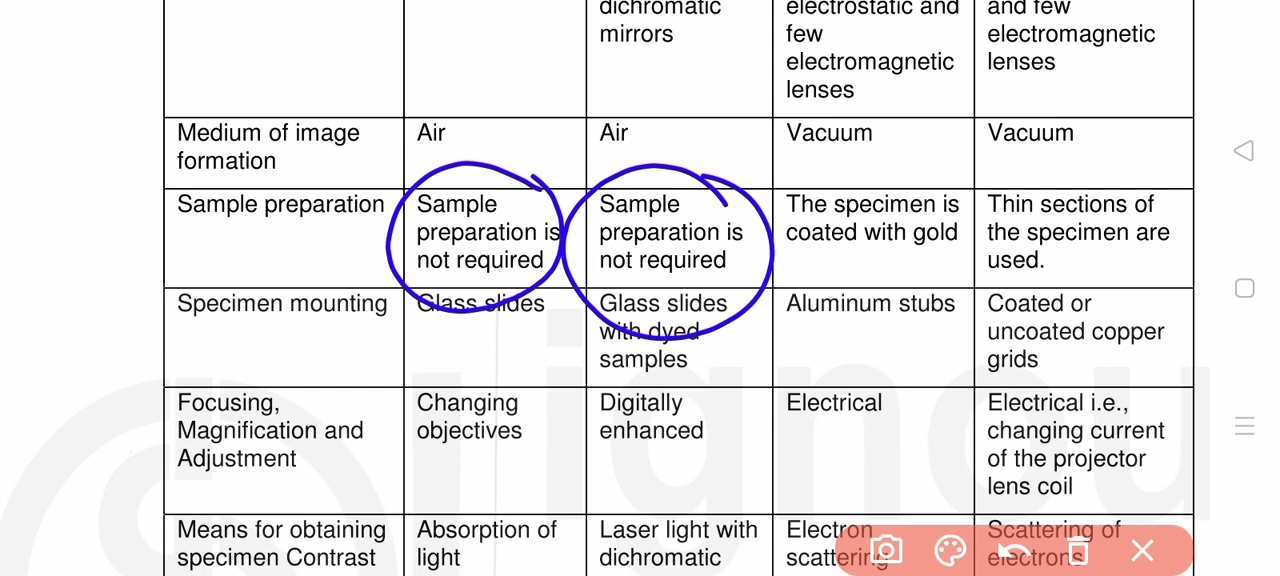 dichromatic
mirrors
electrostatic and
few
electromagnetic
lenses
and few
electromagnetic
lenses
Medium of image
formation
Air
Air
Vacuum
Vacuum
Sample preparation
Sample
preparation is
not required
Sample
preparation is
not required
The specimen is
coated with gold
Thin sections of
the specimen are
used.
Specimen mounting
Glass slides
Glass slides
with dyed
samples
Aluminum stubs
Coated or
uncoated copper
grids
Focusing,
Magnification and
Adjustment
Changing
objectives
Digitally
enhanced
Electrical
Electrical i.e.,
changing current
of the projector
lens coil
Means for obtaining
specimen Contrast
Absorption of
light
Laser light with
dichromatic
Electron
scattering
Scattering of
electrons
ignou